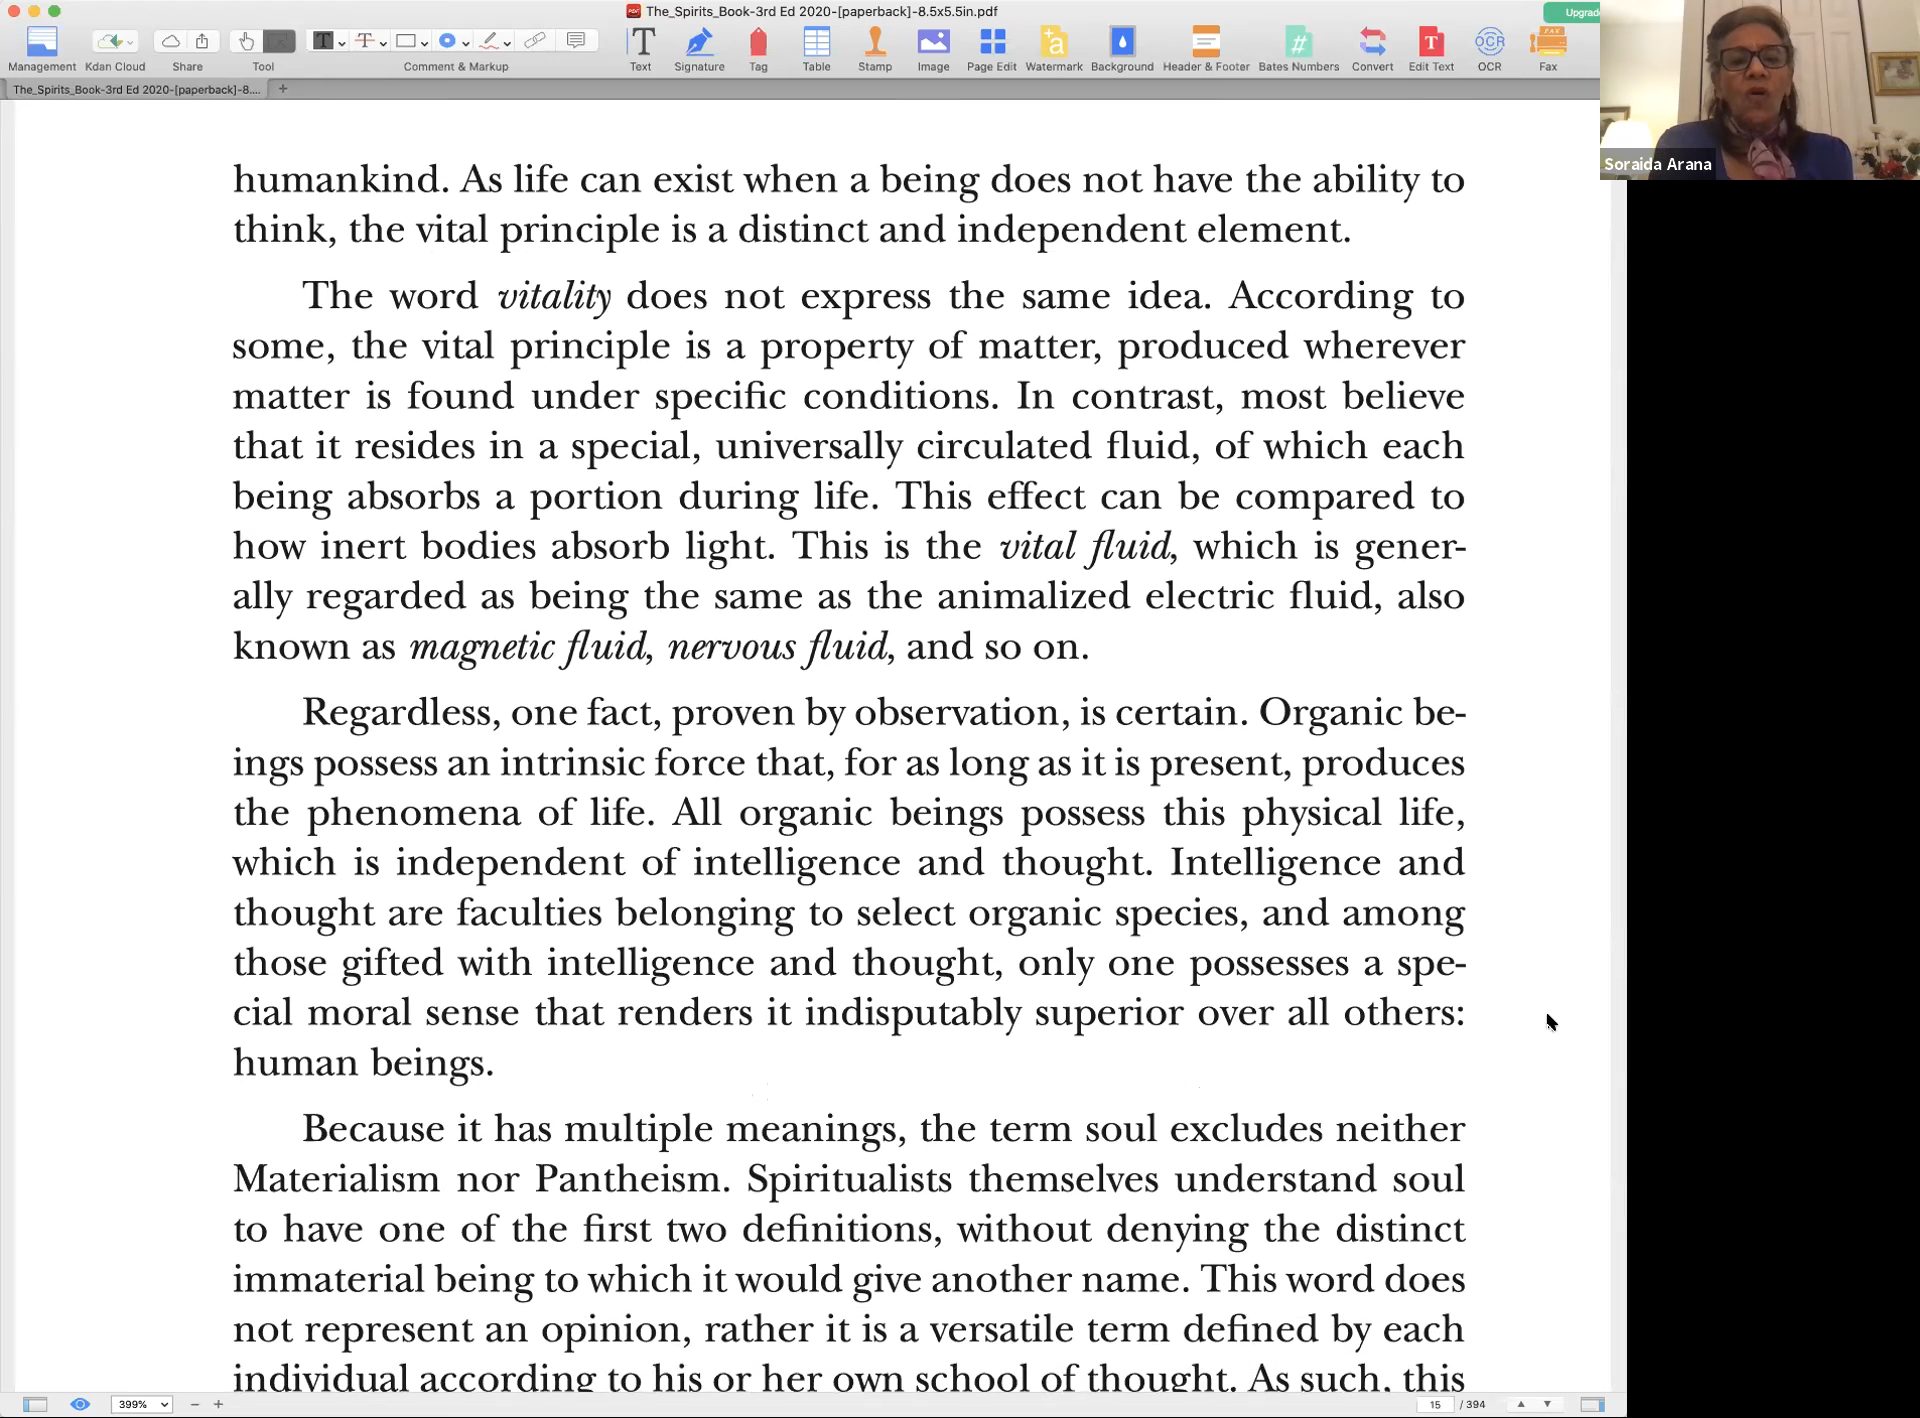 The_Spirits_Book-3rd Ed 2020-[paperback]-8.5x5.5in.pdf
Upgrade
Management Kdan Cloud Share Tool Comment & Markup Text Signature Tag Table Stamp Image Page Edit Watermark Background Header & Footer Bates Numbers Convert Edit Text OCR Fax
The_Spirits_Book-3rd Ed 2020-[paperback]-8....
Soraida Arana
humankind. As life can exist when a being does not have the ability to
think, the vital principle is a distinct and independent element.
The word vitality does not express the same idea. According to
some, the vital principle is a property of matter, produced wherever
matter is found under specific conditions. In contrast, most believe
that it resides in a special, universally circulated fluid, of which each
being absorbs a portion during life. This effect can be compared to
how inert bodies absorb light. This is the vital fluid, which is gener-
ally regarded as being the same as the animalized electric fluid, also
known as magnetic fluid, nervous fluid, and so on.
Regardless, one fact, proven by observation, is certain. Organic be-
ings possess an intrinsic force that, for as long as it is present, produces
the phenomena of life. All organic beings possess this physical life,
which is independent of intelligence and thought. Intelligence and
thought are faculties belonging to select organic species, and among
those gifted with intelligence and thought, only one possesses a spe-
cial moral sense that renders it indisputably superior over all others:
human beings.
Because it has multiple meanings, the term soul excludes neither
Materialism nor Pantheism. Spiritualists themselves understand soul
to have one of the first two definitions, without denying the distinct
immaterial being to which it would give another name. This word does
not represent an opinion, rather it is a versatile term defined by each
individual according to his or her own school of thought. As such, this
399% 15 / 394